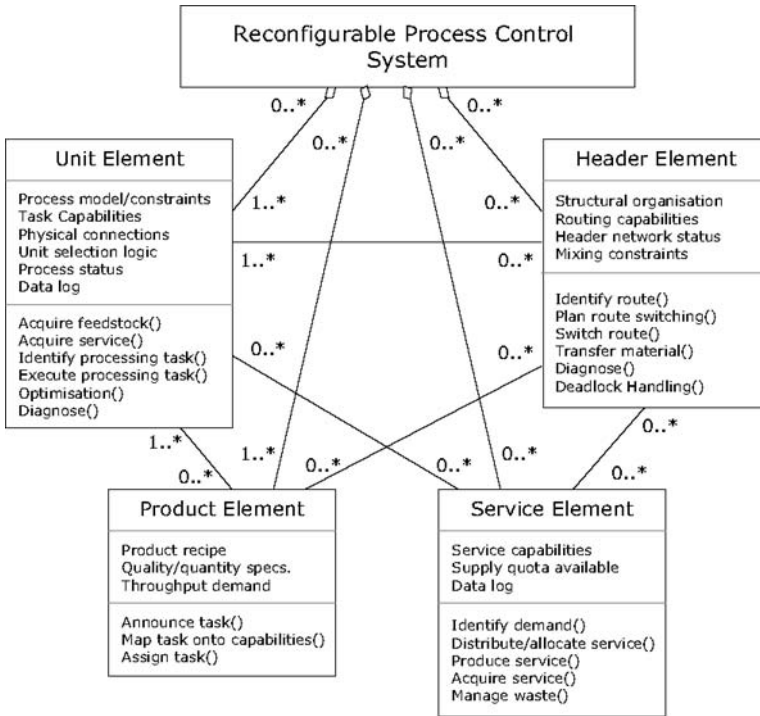 Reconfigurable Process Control
System
0..*
0..*
0..*
0..*
Unit Element
Process model/constraints
Task Capabilities
Physical connections
Unit selection logic
Process status
Data log
Acquire feedstock()
Acquire service()
Identify processing task()
Execute processing task()
Optimisation()
Diagnose()
Header Element
Structural organisation
Routing capabilities
Header network status
Mixing constraints
Identify route()
Plan route switching()
Switch route()
Transfer material()
Diagnose()
Deadlock Handling()
1..*
0..*
1..*
0..*
0..*
0..*
1..*
0..*
1..*
0..*
0..*
0..*
0..*
0..*
Product Element
Product recipe
Quality/quantity specs.
Throughput demand
Announce task()
Map task onto capabilities()
Assign task()
Service Element
Service capabilities
Supply quota available
Data log
Identify demand()
Distribute/allocate service()
Produce service()
Acquire service()
Manage waste()